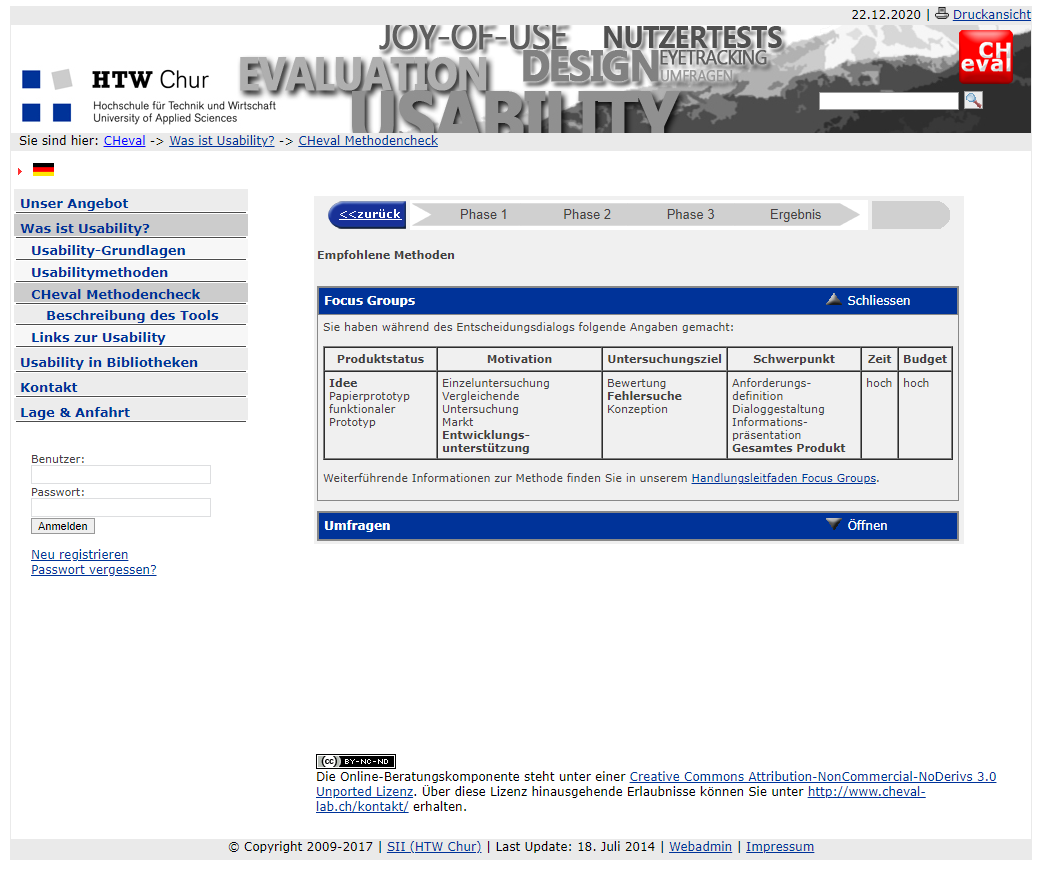 22.12.2020 | Druckansicht
JOY-OF-USE NUTZERTESTS
EVALUATION DESIGN EYETRACKING
UMFRAGEN
USABILITY
CH
eval
HTW Chur
Hochschule für Technik und Wirtschaft
University of Applied Sciences
Sie sind hier: CHeval -> Was ist Usability? -> CHeval Methodencheck
Unser Angebot
Was ist Usability?
Usability-Grundlagen
Usabilitymethoden
CHeval Methodencheck
Beschreibung des Tools
Links zur Usability
Usability in Bibliotheken
Kontakt
Lage & Anfahrt
Benutzer:
Passwort:
Anmelden
Neu registrieren
Passwort vergessen?
<<zurück Phase 1 Phase 2 Phase 3 Ergebnis
Empfohlene Methoden
Focus Groups Schliessen
Sie haben während des Entscheidungsdialogs folgende Angaben gemacht:
Produktstatus Motivation Untersuchungsziel Schwerpunkt Zeit Budget
Idee Einzeluntersuchung Bewertung Anforderungs- hoch hoch
Papierprototyp Vergleichende Fehlersuche definition
funktionaler Untersuchung Konzeption Dialoggestaltung
Prototyp Markt Informations-
Entwicklungs- präsentation
unterstützung Gesamtes Produkt
Weiterführende Informationen zur Methode finden Sie in unserem Handlungsleitfaden Focus Groups.
Umfragen Öffnen
(cc) BY-NC-ND
Die Online-Beratungskomponente steht unter einer Creative Commons Attribution-NonCommercial-NoDerivs 3.0
Unported Lizenz. Über diese Lizenz hinausgehende Erlaubnisse können Sie unter http://www.cheval-
lab.ch/kontakt/ erhalten.
© Copyright 2009-2017 | SII (HTW Chur) | Last Update: 18. Juli 2014 | Webadmin | Impressum